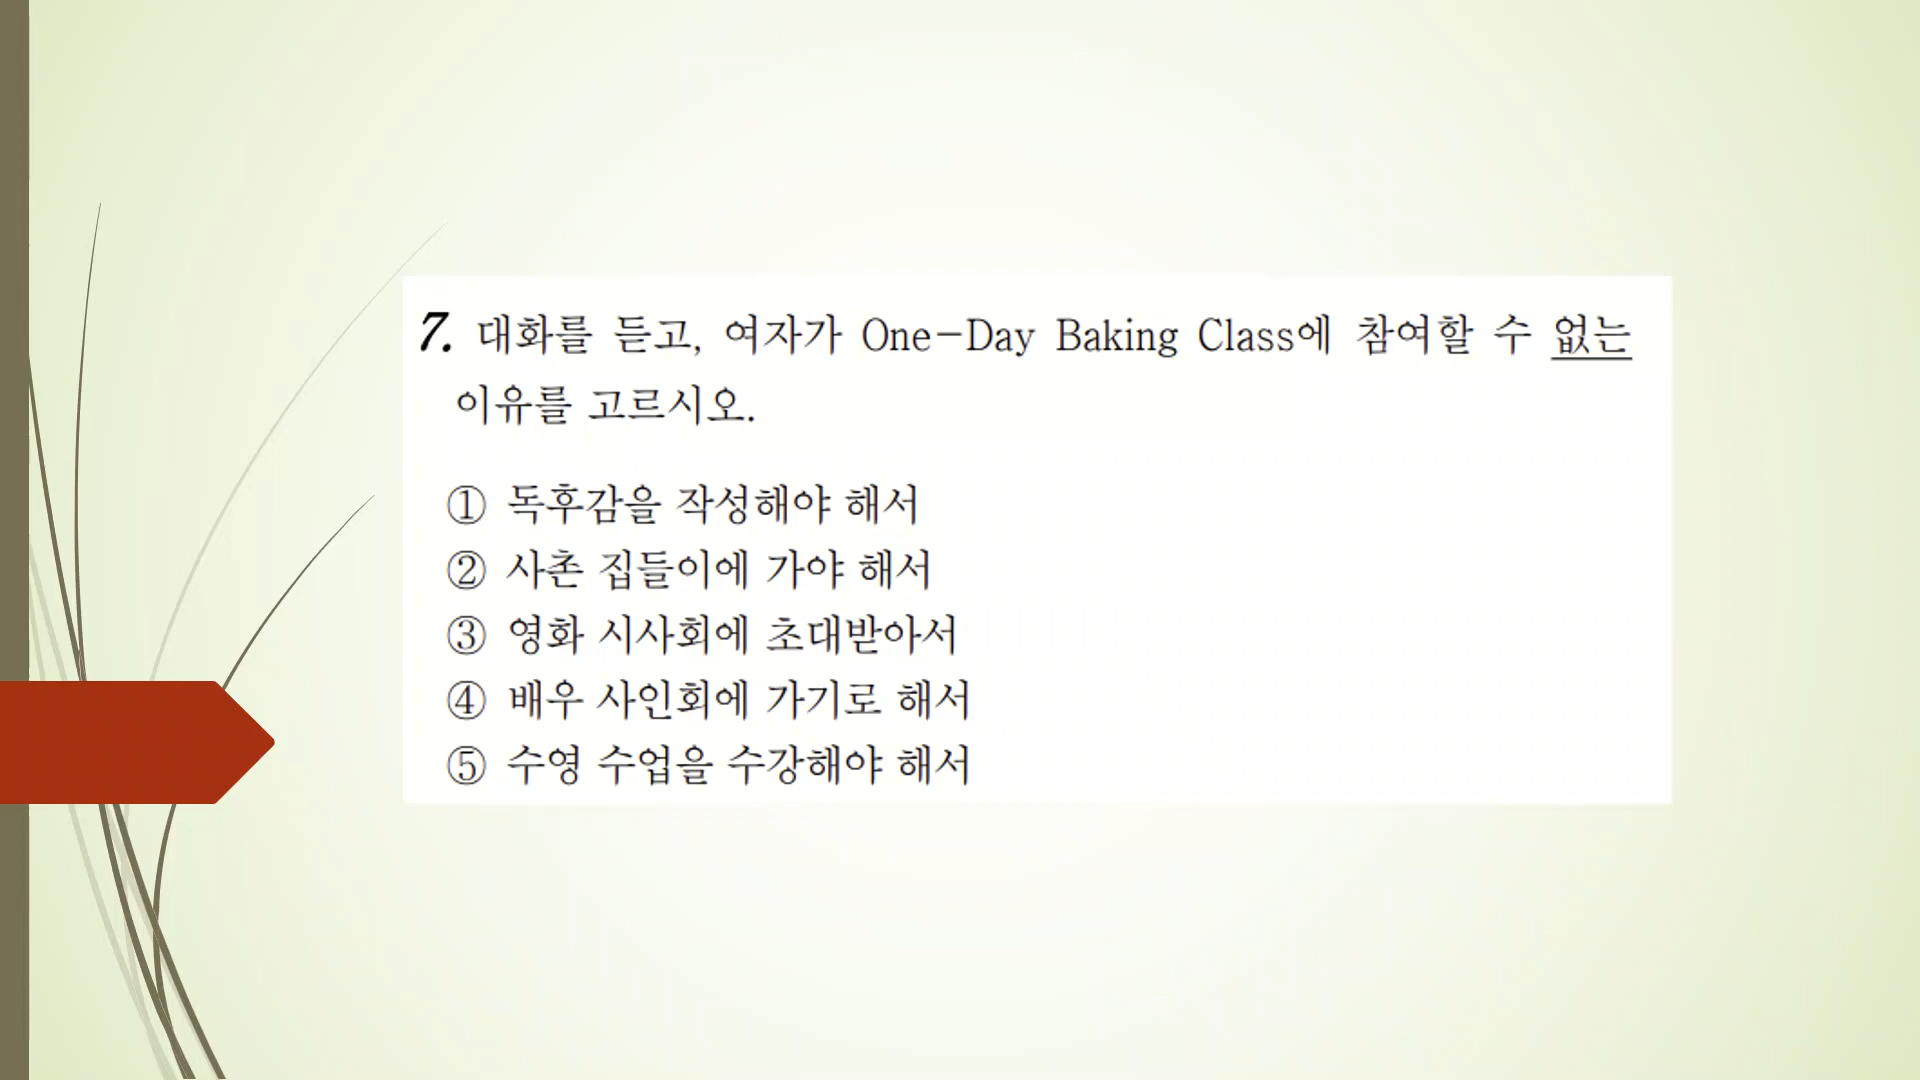 7. 대화를 듣고, 여자가 One-Day Baking Class에 참여할 수 없는
이유를 고르시오.
① 독후감을 작성해야 해서
② 사촌 집들이에 가야 해서
③ 영화 시사회에 초대받아서
④ 배우 사인회에 가기로 해서
⑤ 수영 수업을 수강해야 해서